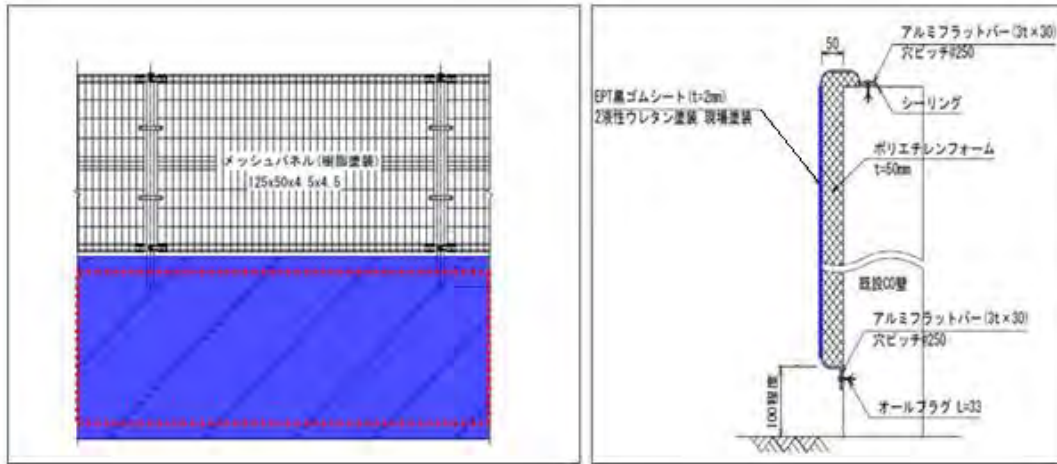 メッシュパネル(樹脂塗装)
125x50x4.5x4.5
50
アルミフラットバー(3t×30)
穴ピッチ@250
シーリング
EPT黒ゴムシート(t=2mm)
2液性ウレタン塗装 現場塗装
ポリエチレンフォーム
t=50mm
既設CO壁
アルミフラットバー(3t×30)
穴ピッチ@250
オールプラグ L=33
100程度